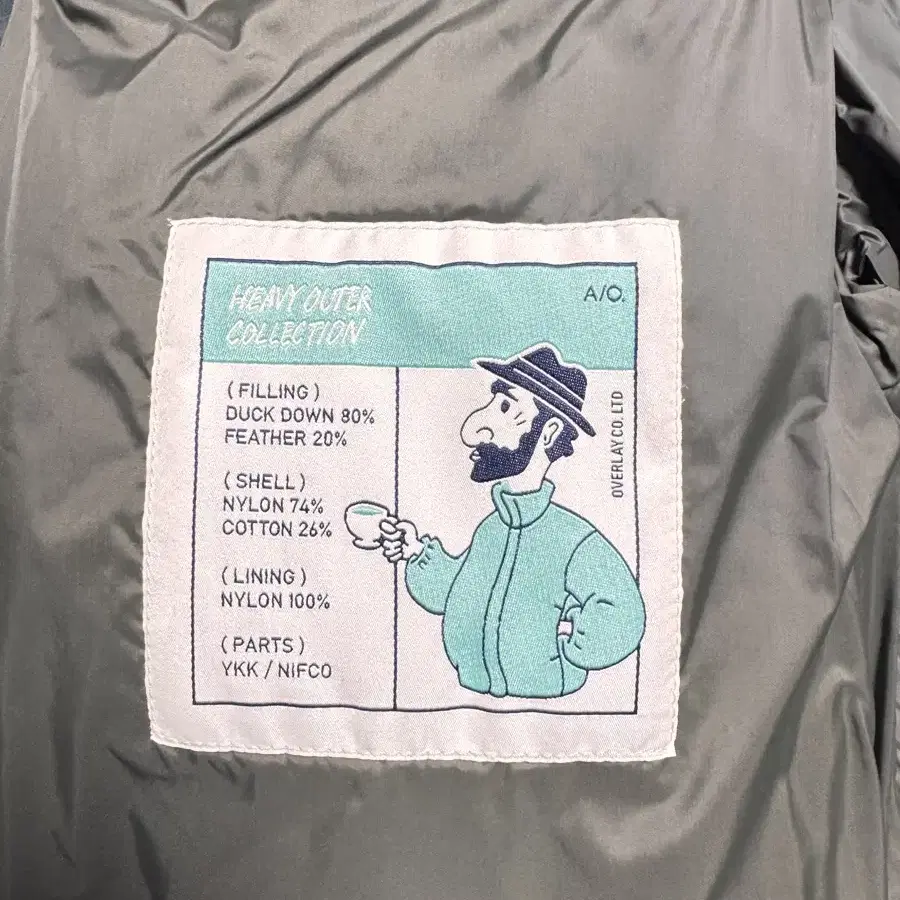 HEAVY OUTER
COLLECTION
A/O.
( FILLING )
DUCK DOWN 80%
FEATHER 20%
( SHELL )
NYLON 74%
COTTON 26%
( LINING )
NYLON 100%
( PARTS )
YKK / NIFCO
OVERLAY CO. LTD